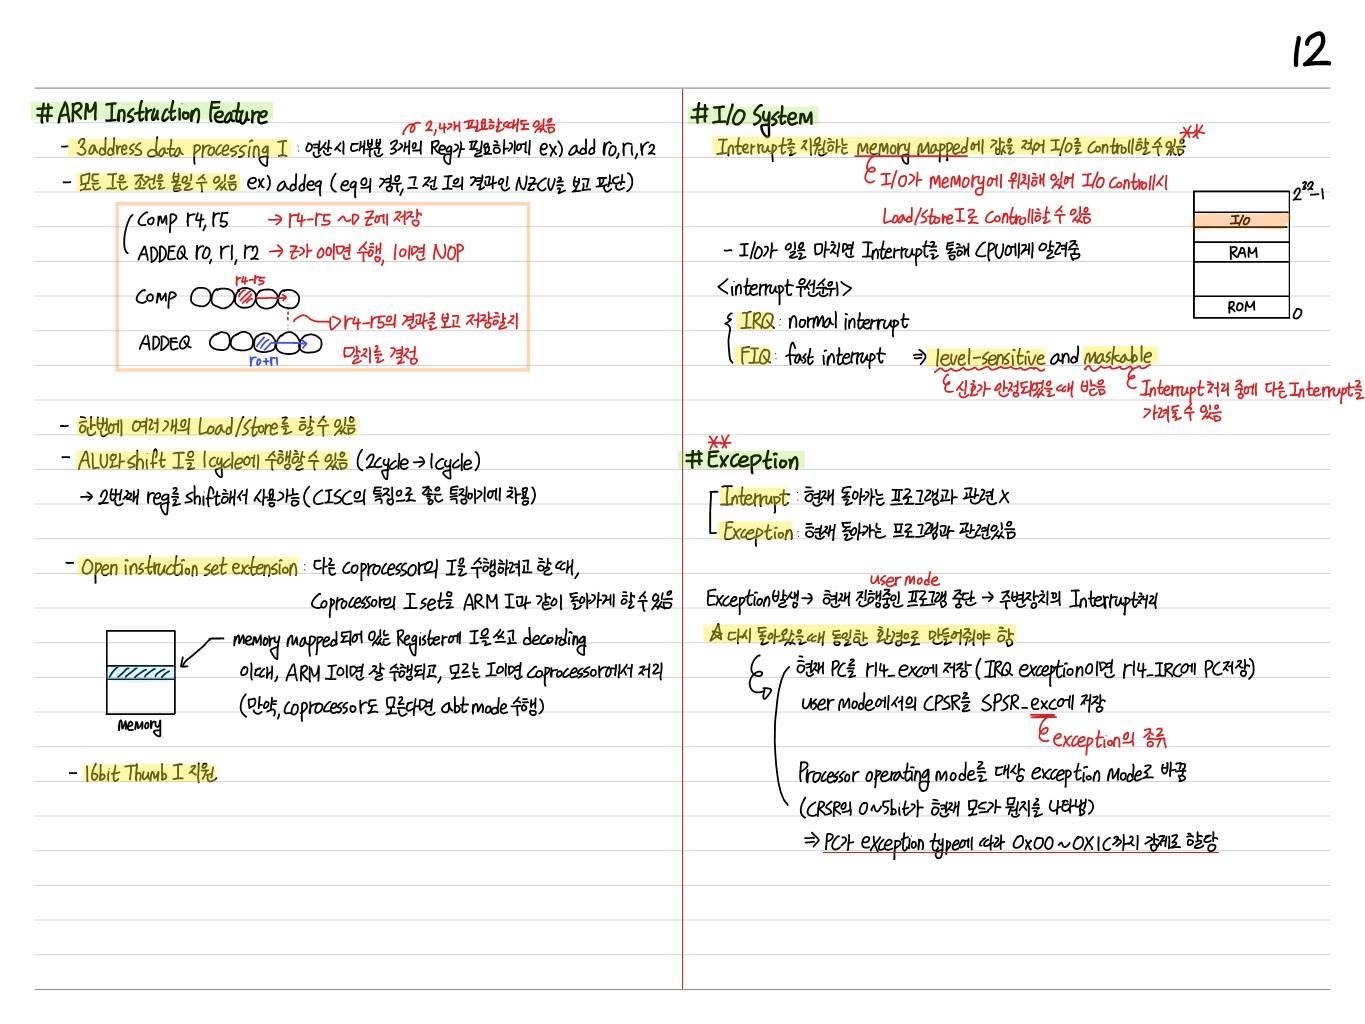 12
# ARM Instruction Feature
2,4개 필요할때도 있음
- 3address data processing I : 연산시 대부분 3개의 Reg가 필요하기에 ex) add r0,r1,r2
- 모든 I은 조건을 붙일수 있음 ex) addeq (eq의 경우, 그 전 I의 결과인 NZCV를 보고 판단)
Comp r4, r5 → r4-r5 ~D Z에 저장
ADDEQ r0, r1, r2 → Z가 0이면 수행, 1이면 NOP
r4-r5
Comp
r4-r5의 결과를 보고 저장할지
ADDEQ
말지를 결정
r0+r1
- 한번에 여러개의 Load/Store를 할수 있음
- ALU와 shift I을 1cycle에 수행할수 있음 (2cycle → 1cycle)
→ 2번째 reg를 shift해서 사용가능 (CISC의 특징으로 좋은 특징이기에 차용)
- Open instruction set extension : 다른 coprocessor의 I을 수행하려고 할때,
Coprocessor의 I set을 ARM I과 같이 돌아가게 할수 있음
memory mapped되어 있는 Register에 I을 쓰고 decording
이때, ARM I이면 잘 수행되고, 모르는 I이면 coprocessor에서 처리
(만약, coprocessor도 모른다면 abt mode 수행)
memory
- 16bit Thumb I 지원
# I/O System
Interrupt를 지원하는 memory mapped에 값을 적어 I/O를 Controll할수 있음 **
I/O가 memory에 위치해 있어 I/O controll시
Load/Store I로 Controll할 수 있음
2^32-1
I/O
RAM
ROM
0
- I/O가 일을 마치면 Interrupt를 통해 CPU에게 알려줌
<interrupt 우선순위>
IRQ : normal interrupt
FIQ : fast interrupt ⇒ level-sensitive and maskable
신호가 안정되었을때 받음
Interrupt 처리 중에 다른 Interrupt를
가려둘수 있음
**
# Exception
Interrupt : 현재 돌아가는 프로그램과 관련 X
Exception : 현재 돌아가는 프로그램과 관련있음
user mode
Exception발생 → 현재 진행중인 프로그램 중단 → 주변장치의 Interrupt처리
☆ 다시 돌아왔을때 동일한 환경으로 만들어줘야 함
현재 PC를 r14_exc에 저장 (IRQ exception이면 r14_IRC에 PC저장)
user mode에서의 CPSR를 SPSR_exc에 저장
exception의 종류
Processor operating mode를 대상 exception mode로 바꿈
(CRSR의 0~5bit가 현재 모드가 뭔지를 나타냄)
⇒ PC가 exception type에 따라 0x00 ~ 0X1C까지 강제로 할당